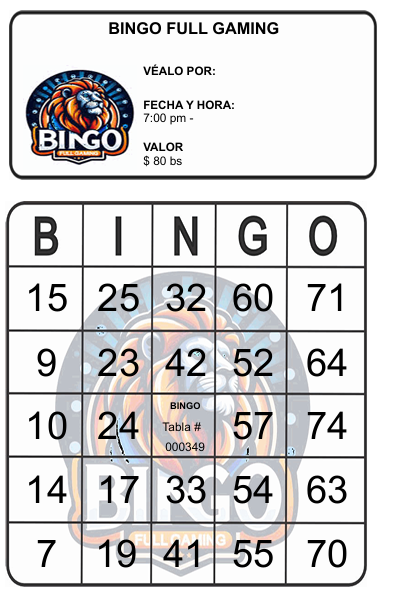 BINGO FULL GAMING
VÉALO POR:
FECHA Y HORA:
7:00 pm -
VALOR
$ 80 bs
BINGO
FULL GAMING
B I N G O
15 25 32 60 71
9 23 42 52 64
10 24 BINGO Tabla # 000349 57 74
14 17 33 54 63
7 19 41 55 70
BINGO
FULL GAMING